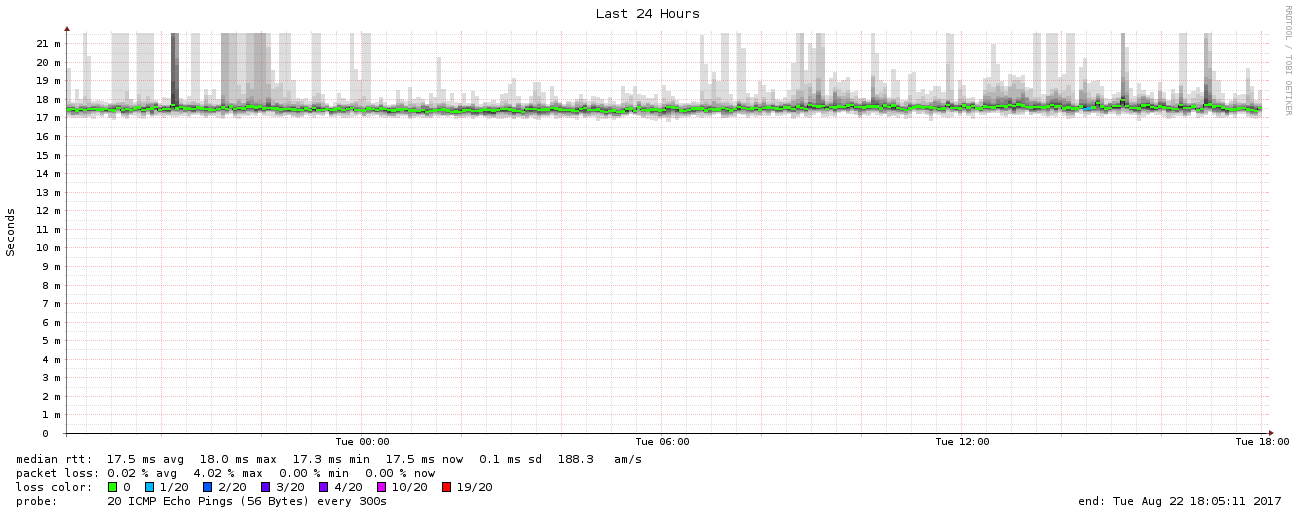 Last 24 Hours
RRDTOOL / TOBI OETIKER
Seconds
21 m
20 m
19 m
18 m
17 m
16 m
15 m
14 m
13 m
12 m
11 m
10 m
9 m
8 m
7 m
6 m
5 m
4 m
3 m
2 m
1 m
0
Tue 00:00 Tue 06:00 Tue 12:00 Tue 18:00
median rtt: 17.5 ms avg 18.0 ms max 17.3 ms min 17.5 ms now 0.1 ms sd 188.3 am/s
packet loss: 0.02 % avg 4.02 % max 0.00 % min 0.00 % now
loss color: 0 1/20 2/20 3/20 4/20 10/20 19/20
probe: 20 ICMP Echo Pings (56 Bytes) every 300s end: Tue Aug 22 18:05:11 2017